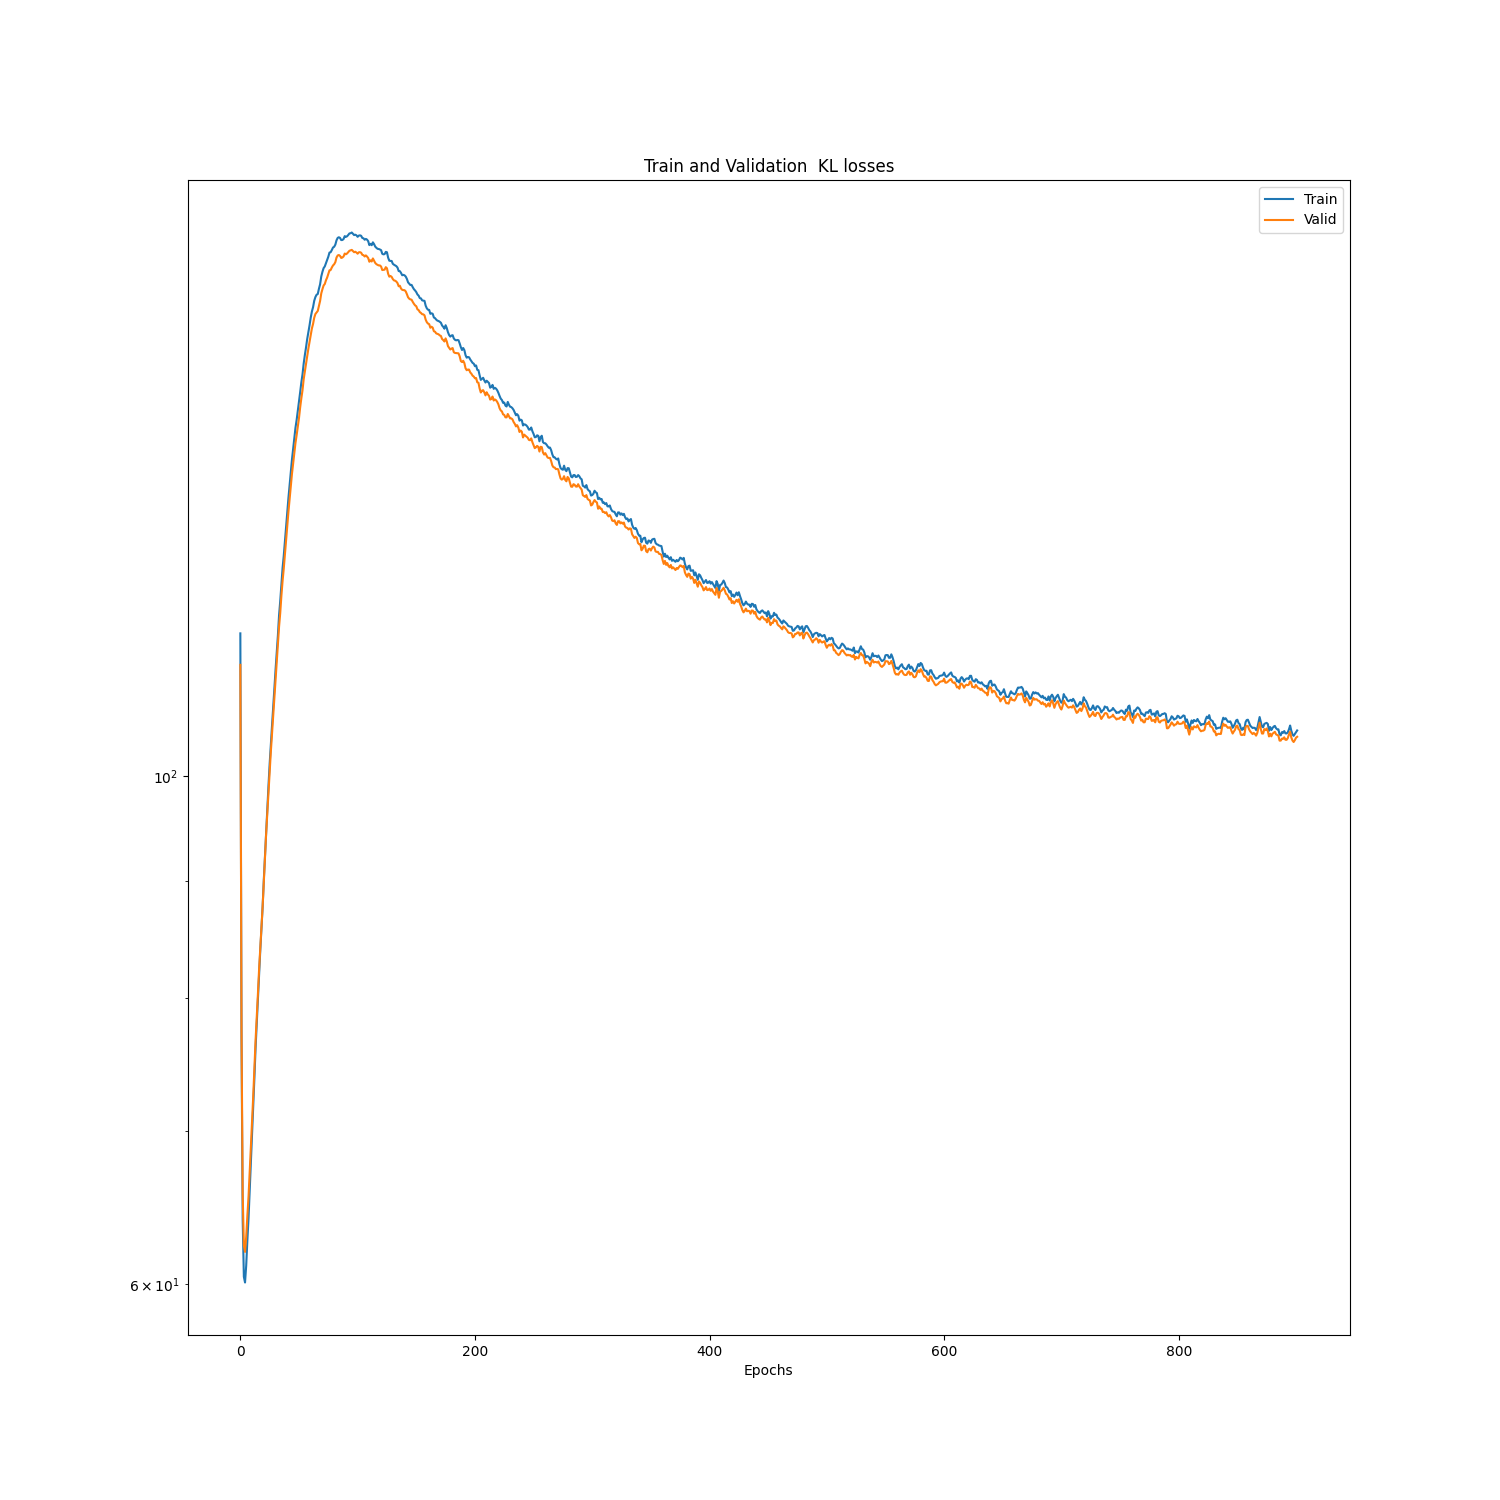 Train and Validation  KL losses
Train
Valid
10²
6 × 10¹
0 200 400 600 800
Epochs